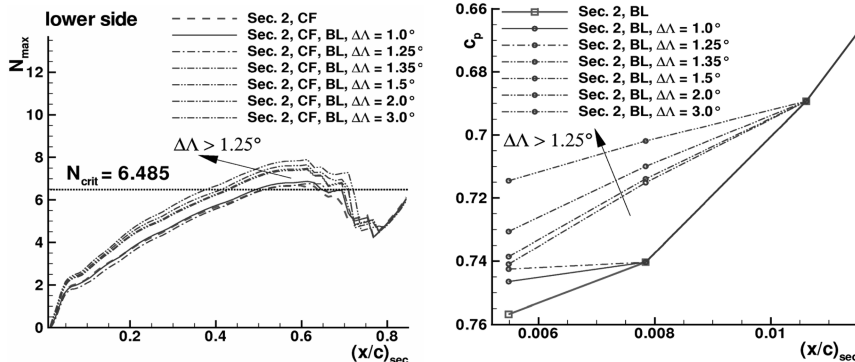 lower side
N_max
12
10
8
6
4
2
0
0.2
0.4
0.6
0.8
(x/c)_sec
Sec. 2, CF
Sec. 2, CF, BL, ΔΛ = 1.0°
Sec. 2, CF, BL, ΔΛ = 1.25°
Sec. 2, CF, BL, ΔΛ = 1.35°
Sec. 2, CF, BL, ΔΛ = 1.5°
Sec. 2, CF, BL, ΔΛ = 2.0°
Sec. 2, CF, BL, ΔΛ = 3.0°
ΔΛ > 1.25°
N_crit = 6.485
c_p
0.66
0.68
0.7
0.72
0.74
0.76
0.006
0.008
0.01
(x/c)_sec
Sec. 2, BL
Sec. 2, BL, ΔΛ = 1.0°
Sec. 2, BL, ΔΛ = 1.25°
Sec. 2, BL, ΔΛ = 1.35°
Sec. 2, BL, ΔΛ = 1.5°
Sec. 2, BL, ΔΛ = 2.0°
Sec. 2, BL, ΔΛ = 3.0°
ΔΛ > 1.25°